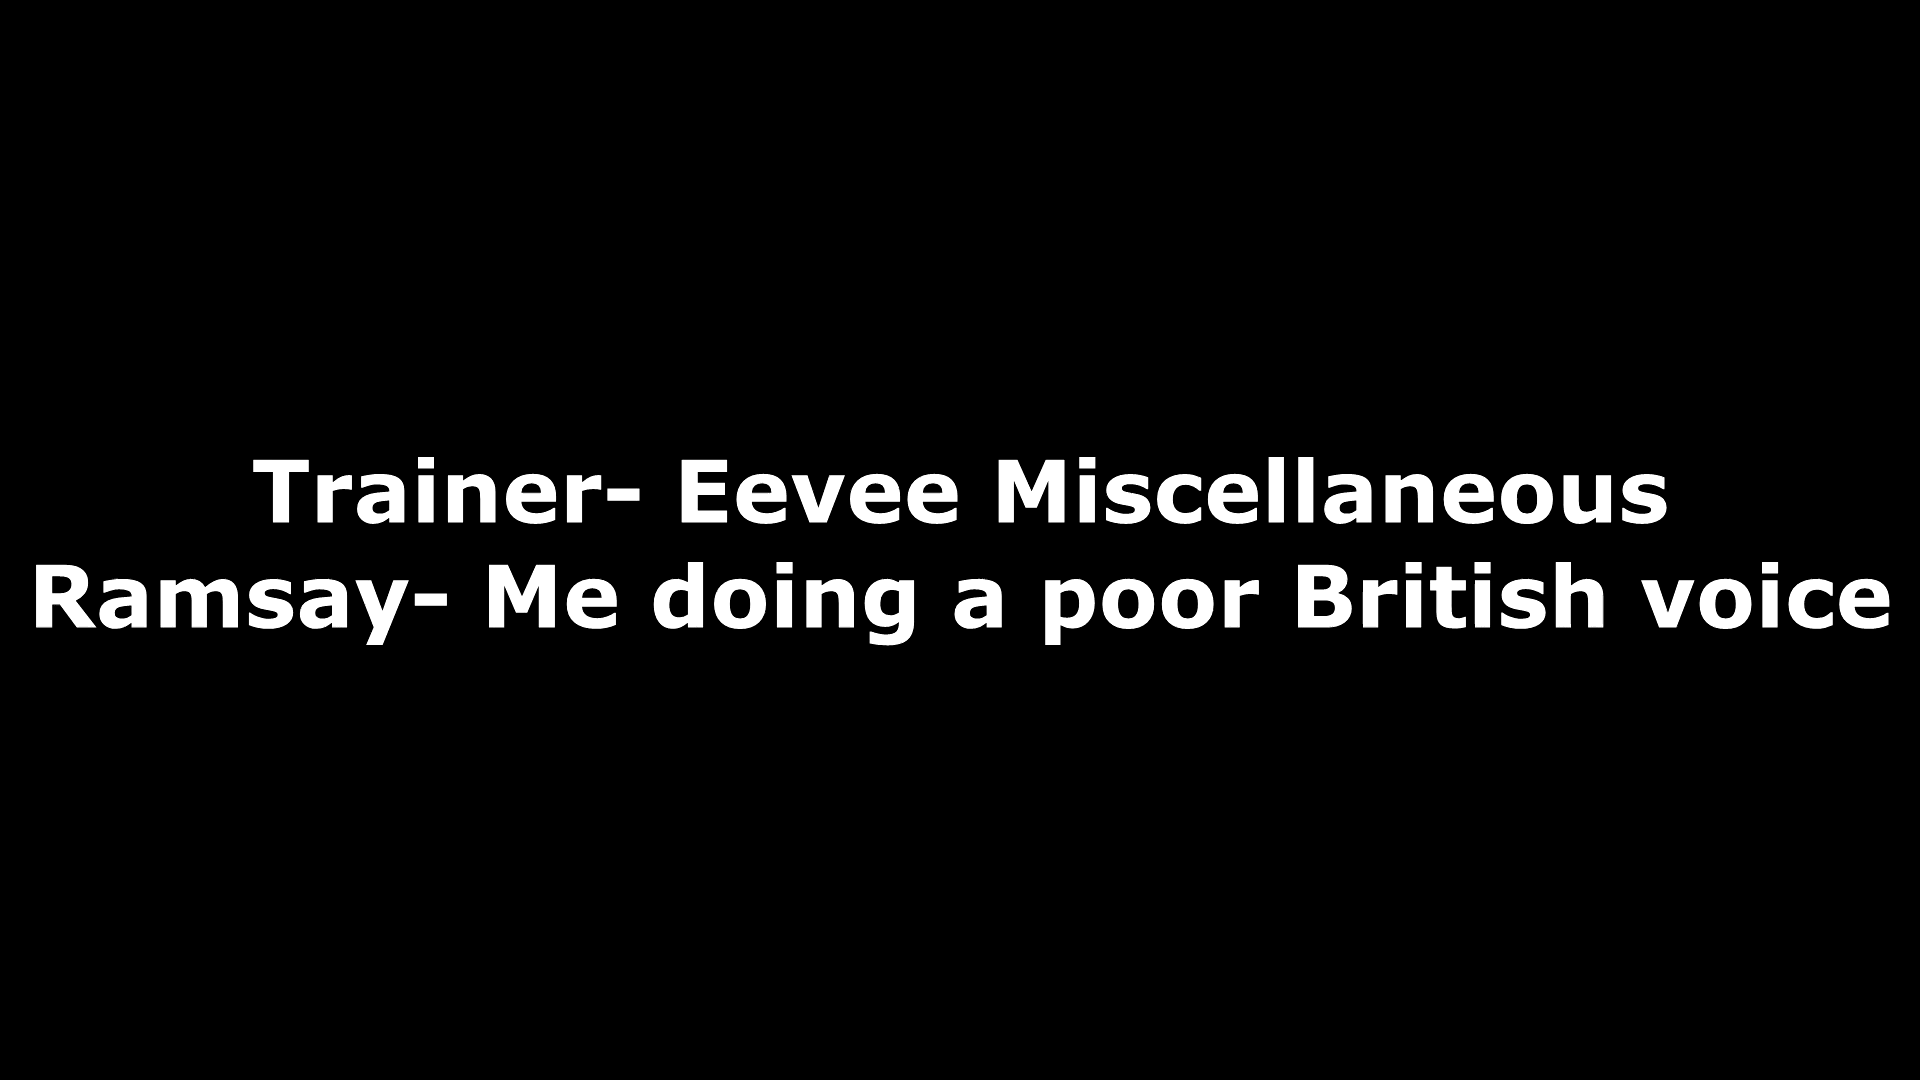 Trainer- Eevee Miscellaneous
Ramsay- Me doing a poor British voice